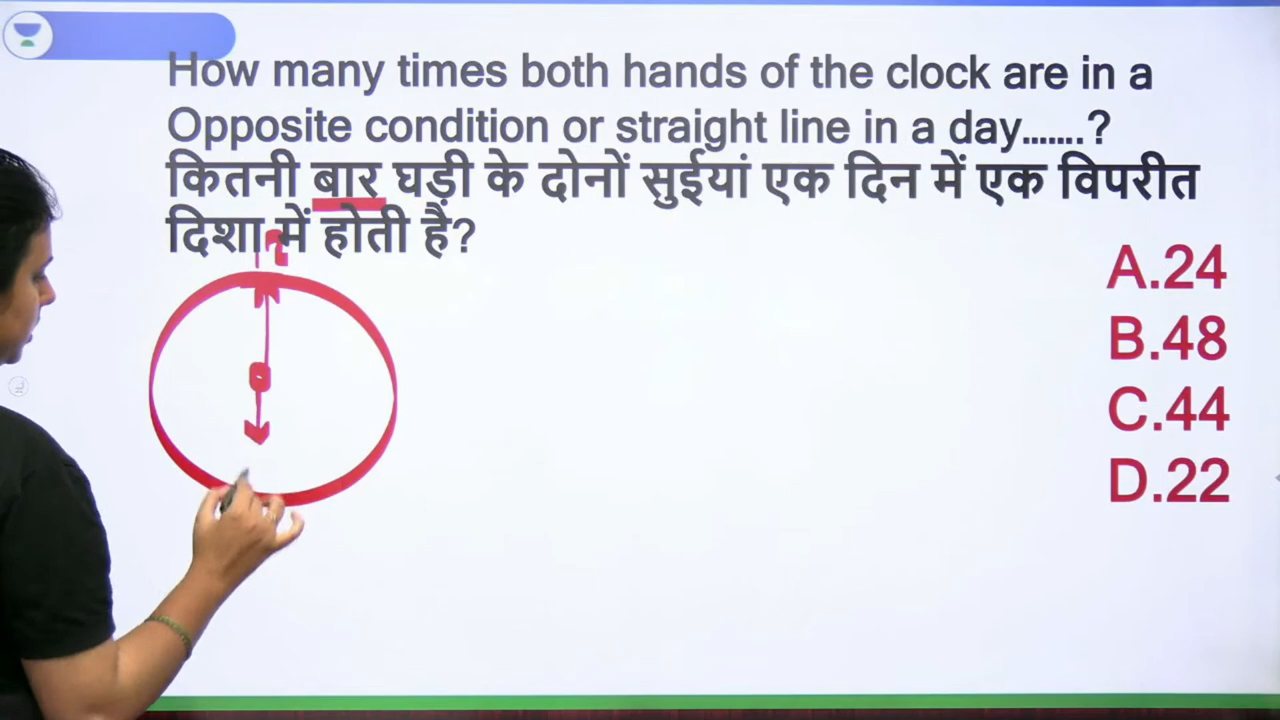 How many times both hands of the clock are in a
Opposite condition or straight line in a day.......?
कितनी बार घड़ी के दोनों सुईयां एक दिन में एक विपरीत
दिशा में होती है?
12
A.24
B.48
C.44
D.22